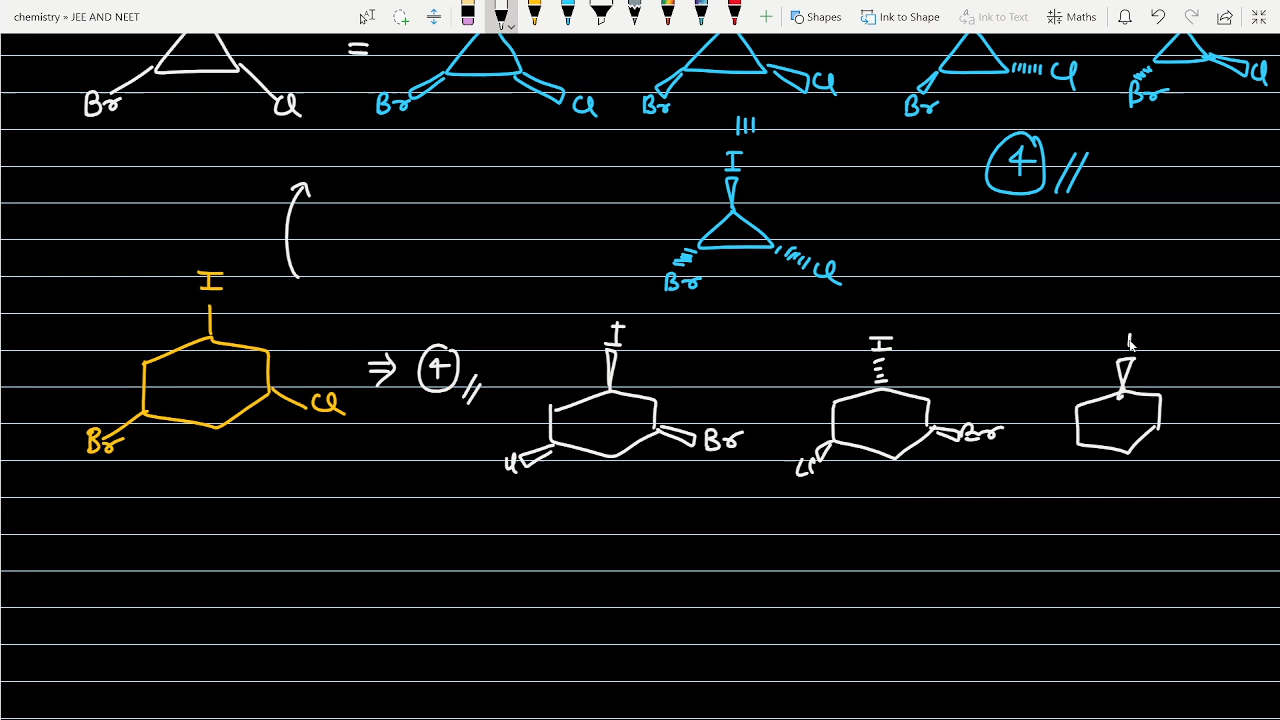 chemistry » JEE AND NEET
Shapes Ink to Shape Ink to Text Maths
=
Br Cl Br Cl Br Cl Br Cl Br Cl
≡
I
4 //
Br Cl
I
Br Cl
⇒ 4 //
I
Cl Br
I
Cl Br